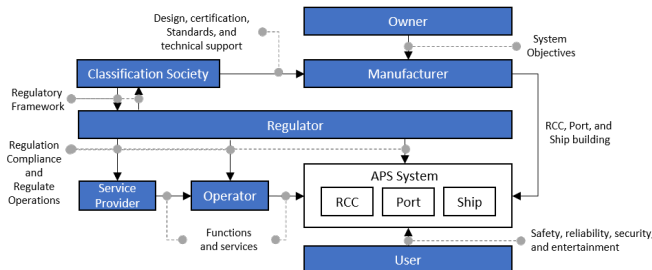 Design, certification,
Standards, and
technical support
Owner
System
Objectives
Classification Society
Manufacturer
Regulatory
Framework
Regulator
RCC, Port, and
Ship building
Regulation
Compliance
and
Regulate
Operations
APS System
Service
Provider
Operator
RCC
Port
Ship
Functions
and services
Safety, reliability, security
and entertainment
User